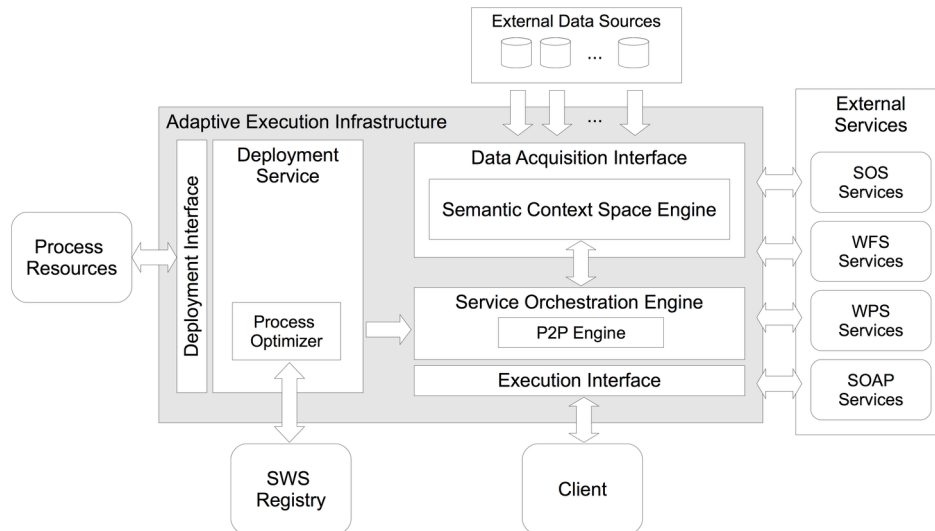 External Data Sources
...
...
Adaptive Execution Infrastructure
Deployment Interface
Deployment
Service
Process
Optimizer
Data Acquisition Interface
Semantic Context Space Engine
Service Orchestration Engine
P2P Engine
Execution Interface
External
Services
SOS
Services
WFS
Services
WPS
Services
SOAP
Services
Process
Resources
SWS
Registry
Client